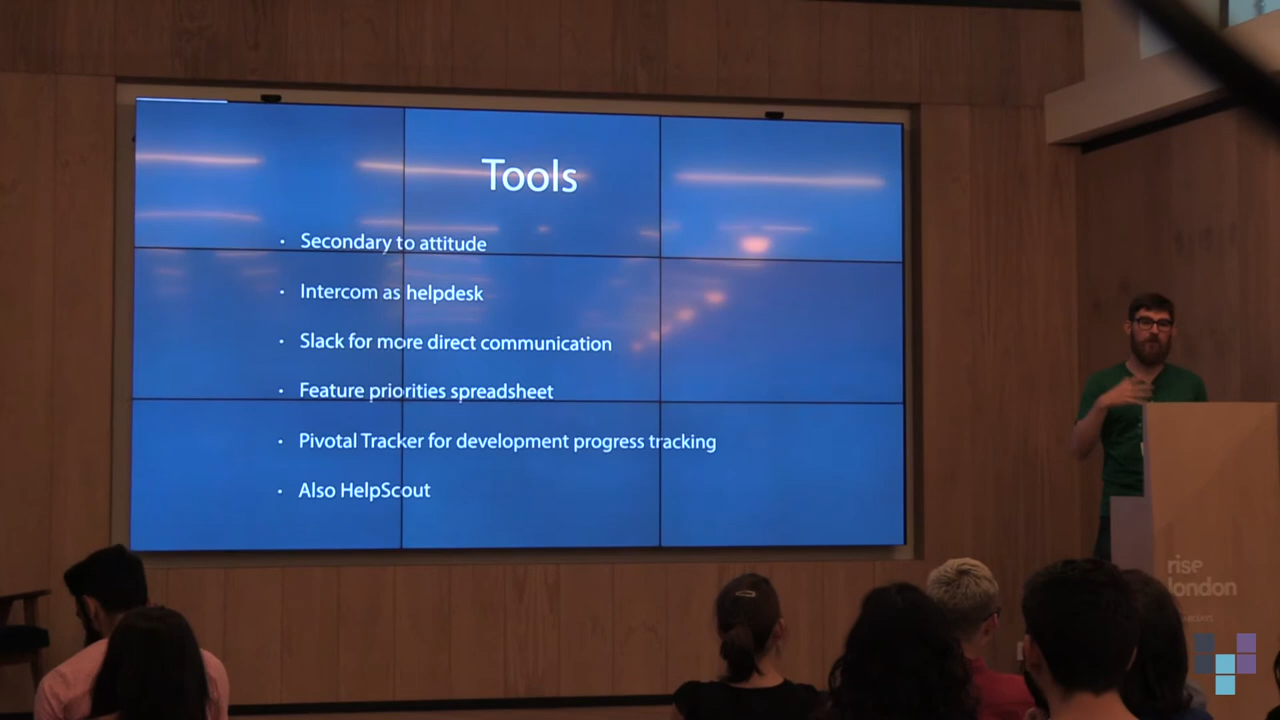 Tools
· Secondary to attitude
· Intercom as helpdesk
· Slack for more direct communication
· Feature priorities spreadsheet
· Pivotal Tracker for development progress tracking
· Also HelpScout
rise
london